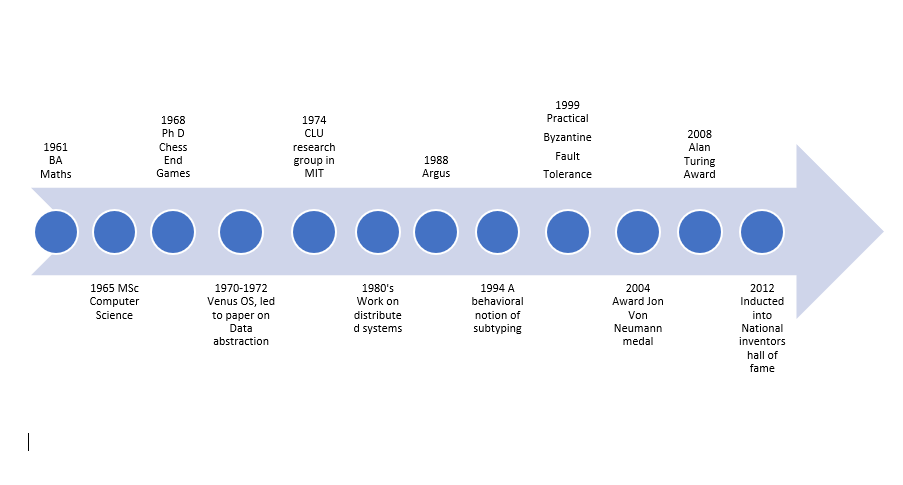 1961
BA
Maths
1965 MSc
Computer
Science
1968
Ph D
Chess
End
Games
1970-1972
Venus OS, led
to paper on
Data
abstraction
1974
CLU
research
group in
MIT
1980's
Work on
distribute
d systems
1988
Argus
1994 A
behavioral
notion of
subtyping
1999
Practical
Byzantine
Fault
Tolerance
2004
Award Jon
Von
Neumann
medal
2008
Alan
Turing
Award
2012
Inducted
into
National
inventors
hall of
fame